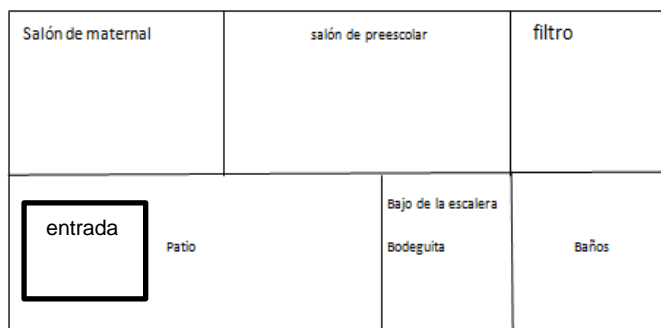 Salón de maternal
salón de preescolar
filtro
entrada
Patio
Bajo de la escalera
Bodeguita
Baños